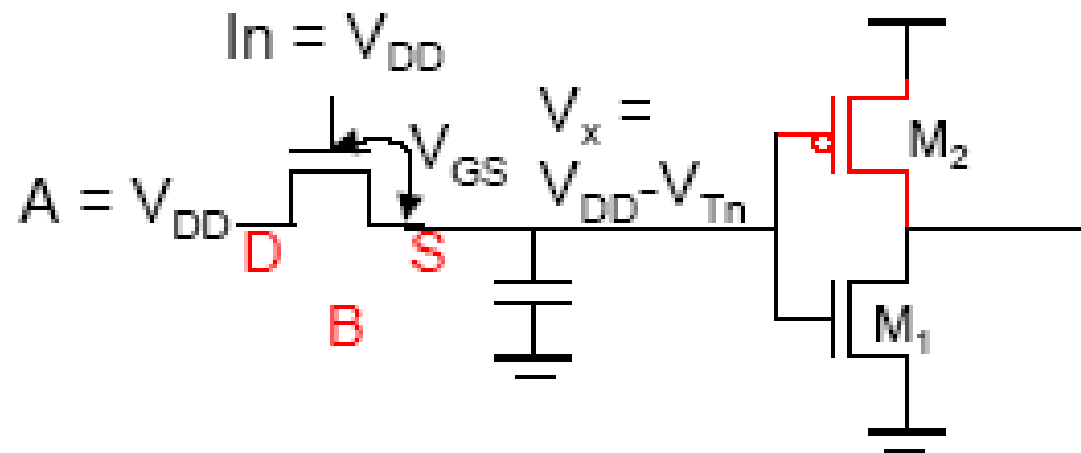 In = V_DD
V_x =
V_DD-V_Tn
V_GS
A = V_DD
D
S
B
M_2
M_1